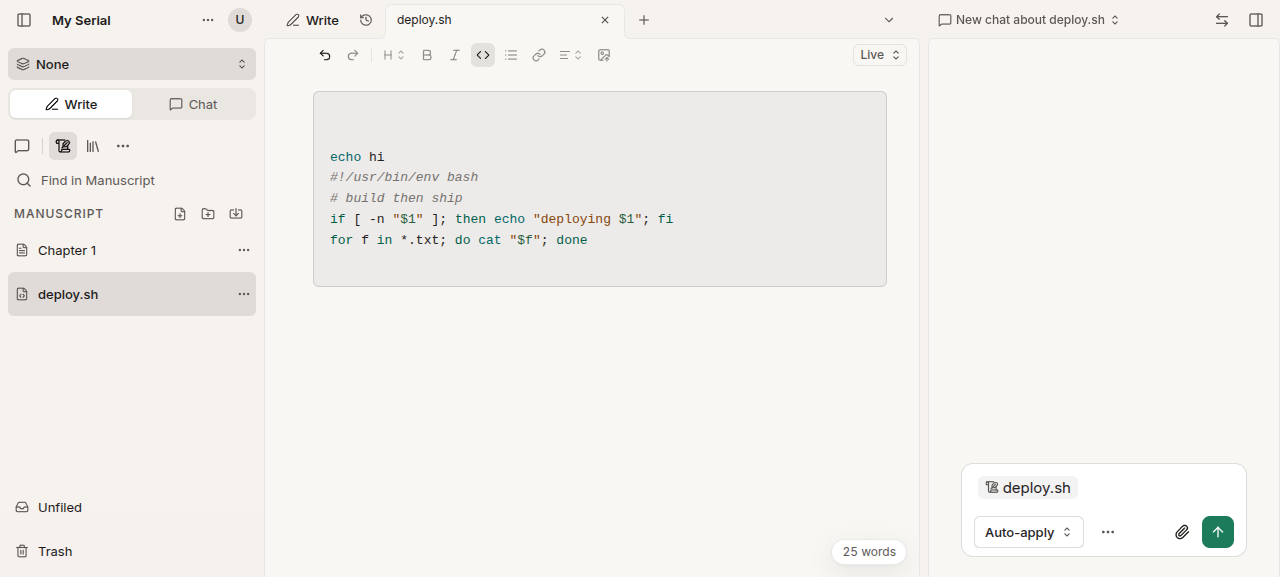 My Serial
U
None
Write
Chat
Find in Manuscript
MANUSCRIPT
Chapter 1
deploy.sh
Unfiled
Trash
Write
deploy.sh
H
B
I
Live
echo hi
#!/usr/bin/env bash
# build then ship
if [ -n "$1" ]; then echo "deploying $1"; fi
for f in *.txt; do cat "$f"; done
25 words
New chat about deploy.sh
deploy.sh
Auto-apply